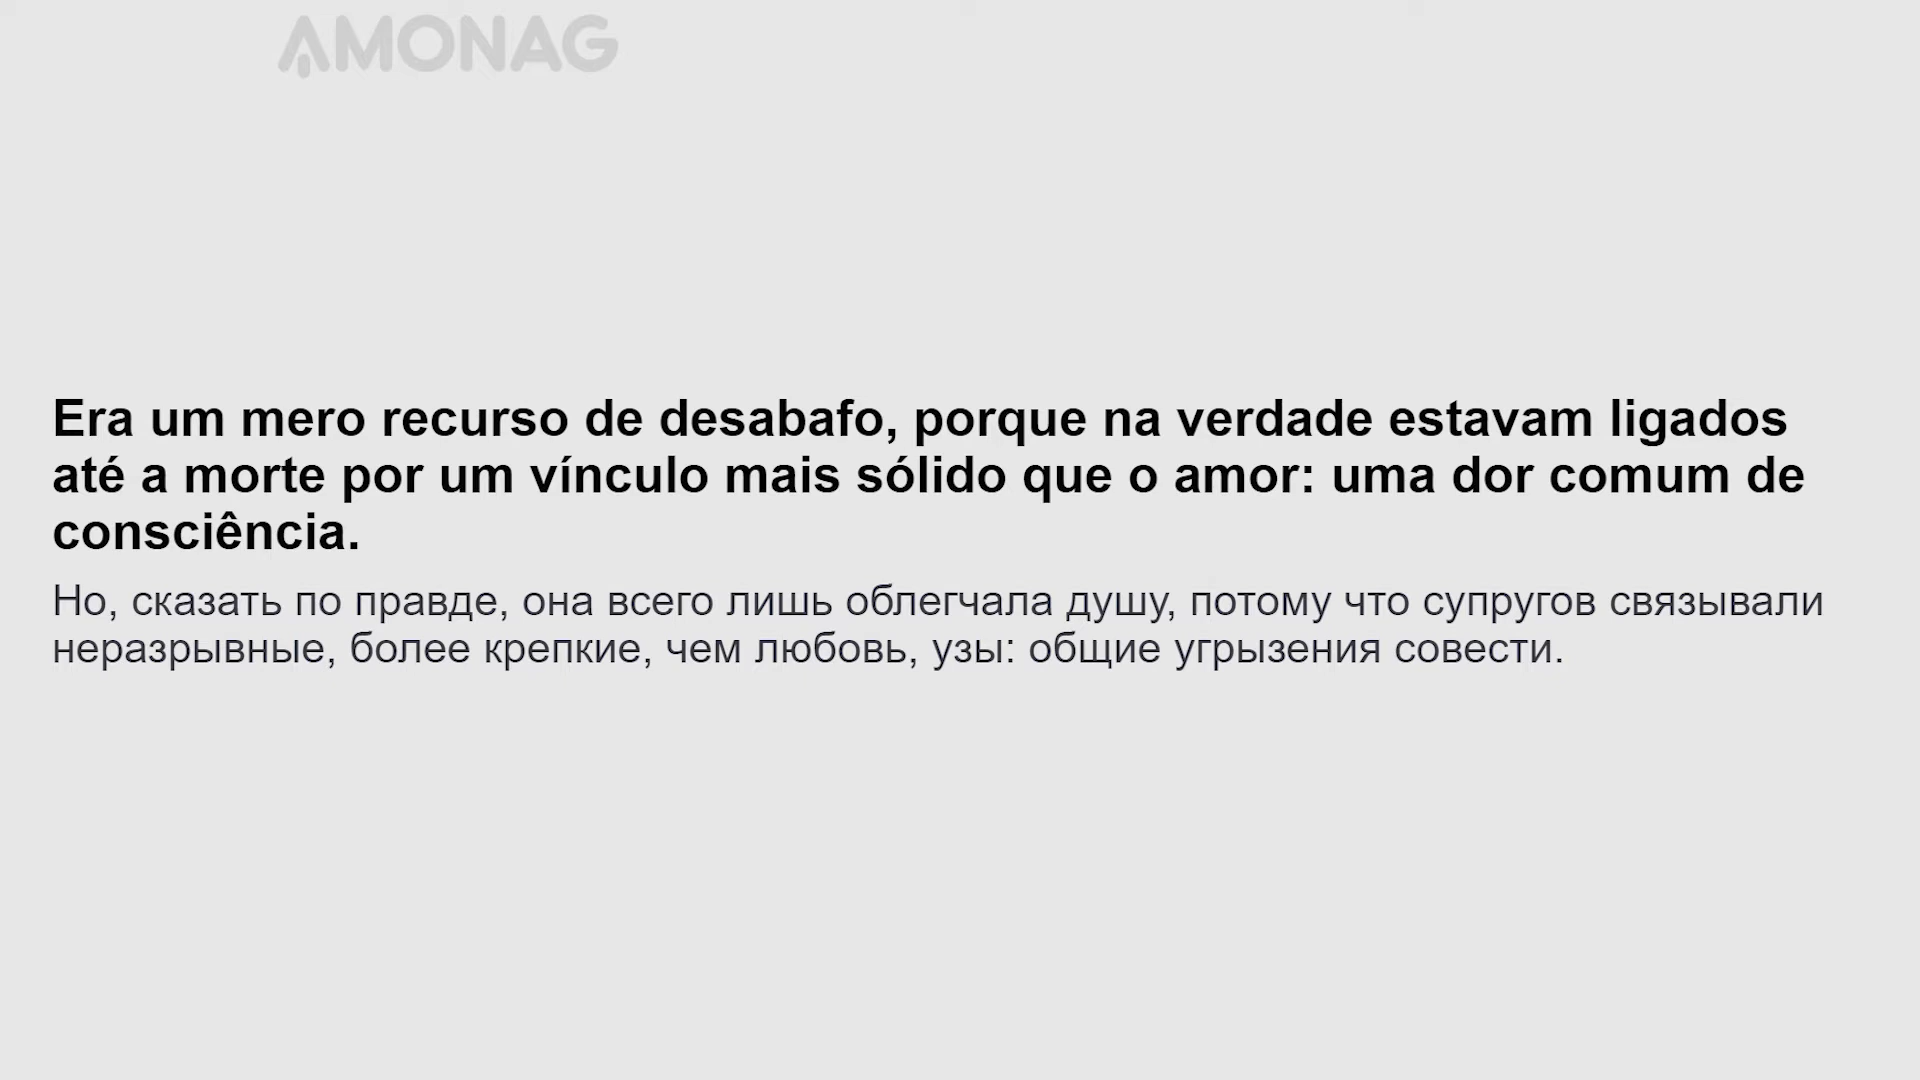 AMONAG
Era um mero recurso de desabafo, porque na verdade estavam ligados
até a morte por um vínculo mais sólido que o amor: uma dor comum de
consciência.
Но, сказать по правде, она всего лишь облегчала душу, потому что супругов связывали
неразрывные, более крепкие, чем любовь, узы: общие угрызения совести.